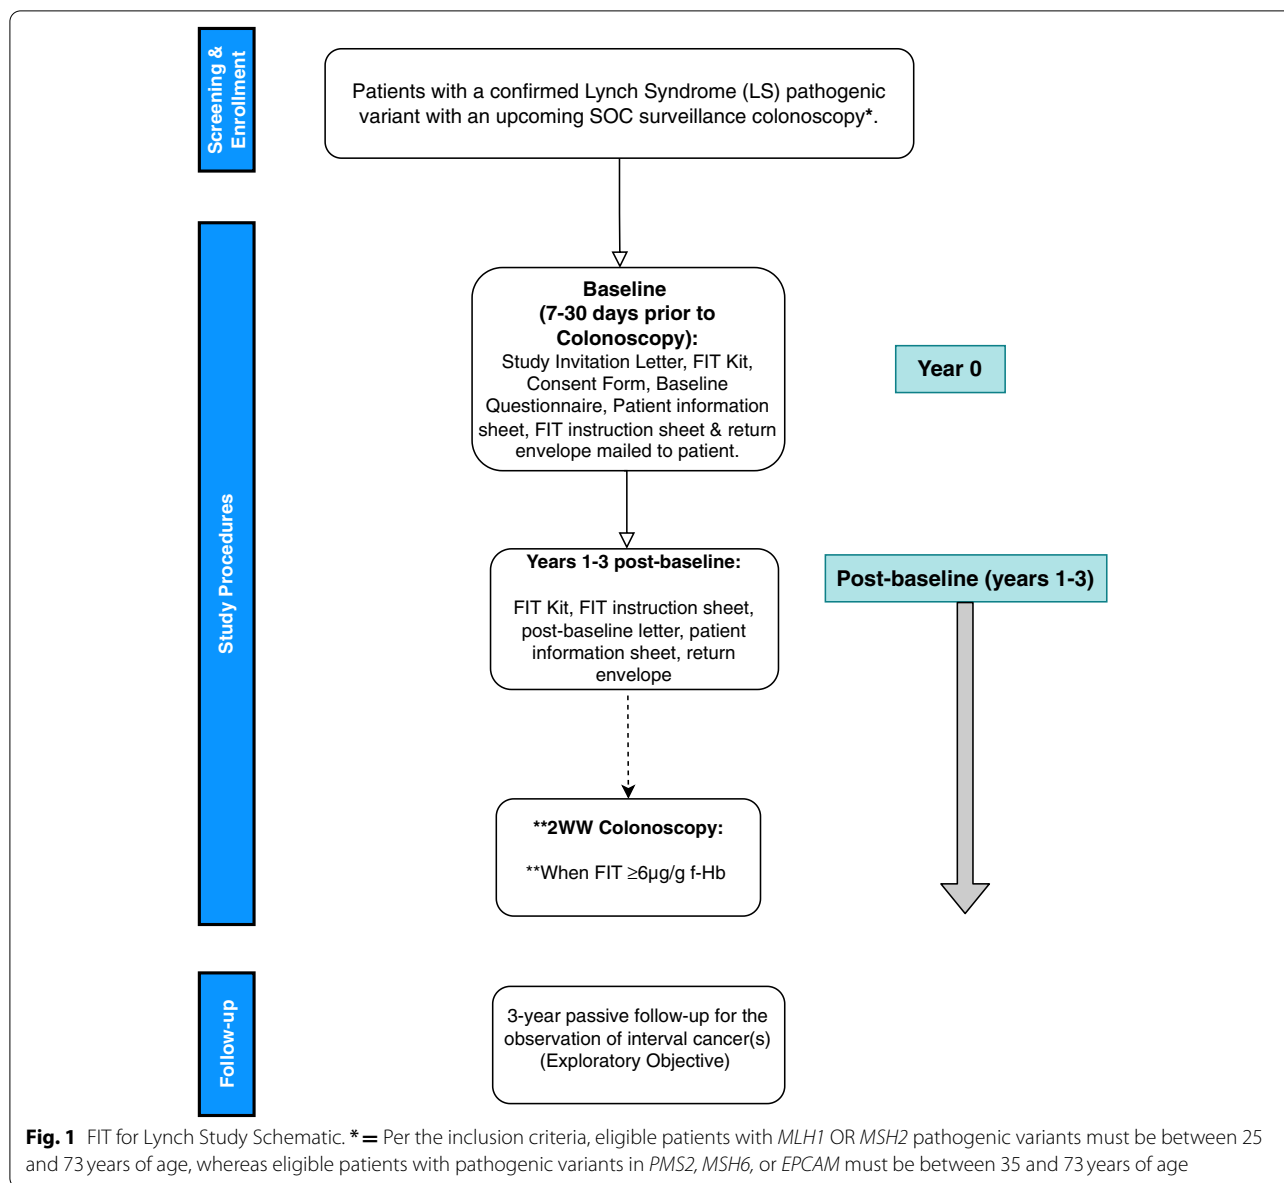 Screening &
Enrollment
Patients with a confirmed Lynch Syndrome (LS) pathogenic
variant with an upcoming SOC surveillance colonoscopy*.
Study Procedures
Baseline
(7-30 days prior to
Colonoscopy):
Study Invitation Letter, FIT Kit,
Consent Form, Baseline
Questionnaire, Patient information
sheet, FIT instruction sheet & return
envelope mailed to patient.
Year 0
Years 1-3 post-baseline:
FIT Kit, FIT instruction sheet,
post-baseline letter, patient
information sheet, return
envelope
Post-baseline (years 1-3)
**2WW Colonoscopy:
**When FIT ≥6µg/g f-Hb
Follow-up
3-year passive follow-up for the
observation of interval cancer(s)
(Exploratory Objective)
Fig. 1 FIT for Lynch Study Schematic. * = Per the inclusion criteria, eligible patients with MLH1 OR MSH2 pathogenic variants must be between 25
and 73 years of age, whereas eligible patients with pathogenic variants in PMS2, MSH6, or EPCAM must be between 35 and 73 years of age